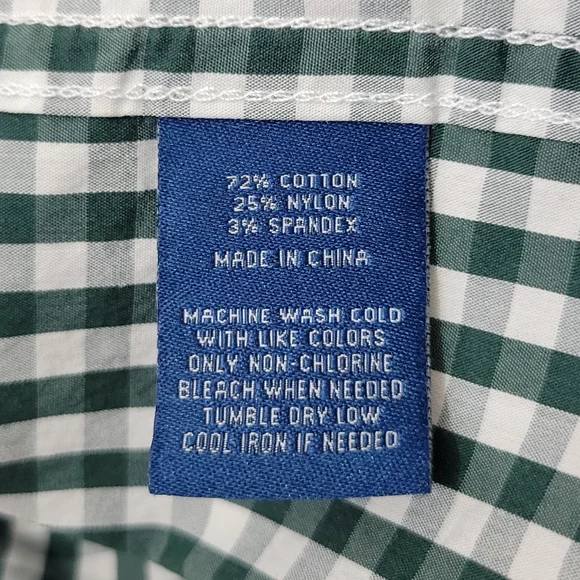 72% COTTON
25% NYLON
3% SPANDEX
MADE IN CHINA
MACHINE WASH COLD
WITH LIKE COLORS
ONLY NON-CHLORINE
BLEACH WHEN NEEDED
TUMBLE DRY LOW
COOL IRON IF NEEDED